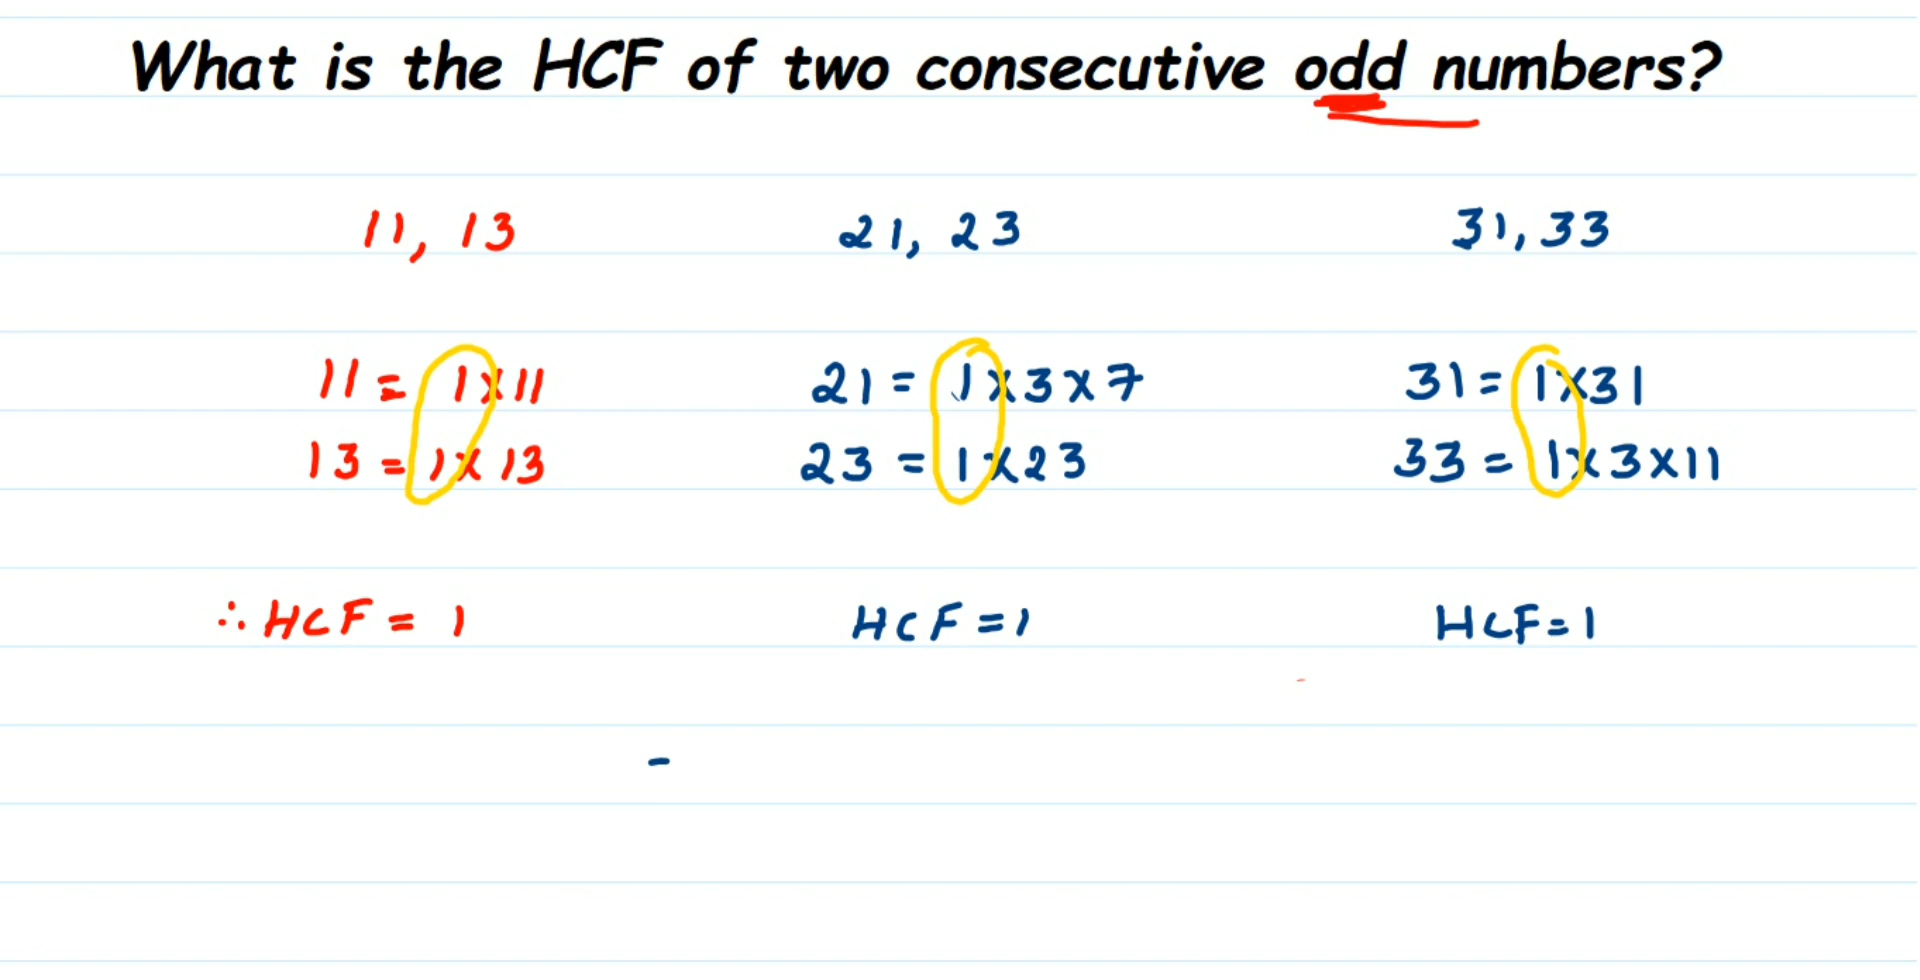 What is the HCF of two consecutive odd numbers?
11, 13
21, 23
31, 33
11 = 1x11
13 = 1x13
21 = 1x3x7
23 = 1x23
31 = 1x31
33 = 1x3x11
∴ HCF = 1
HCF = 1
HCF = 1